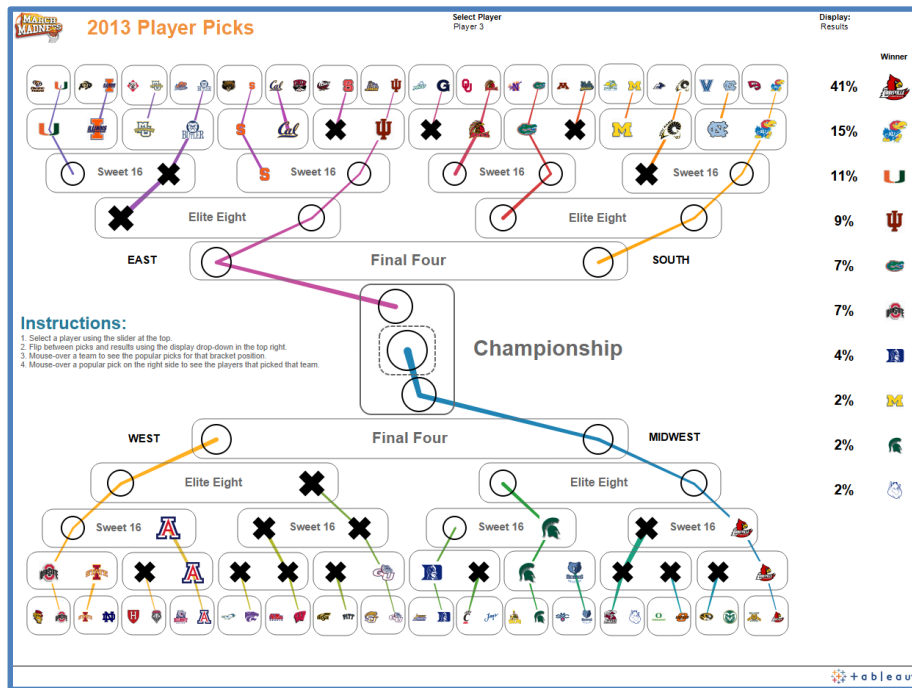 MARCH
MADNESS
2013 Player Picks
Select Player
Player 3
Display:
Results
Winner
41%
15%
11%
9%
7%
7%
4%
2%
2%
2%
BUTLER
Cal
Sweet 16
Sweet 16
Sweet 16
Sweet 16
Elite Eight
Elite Eight
EAST
Final Four
SOUTH
Instructions:
1. Select a player using the slider at the top.
2. Flip between picks and results using the display drop-down in the top right.
3. Mouse-over a team to see the popular picks for that bracket position.
4. Mouse-over a popular pick on the right side to see the players that picked that team.
Championship
WEST
Final Four
MIDWEST
Elite Eight
Elite Eight
Sweet 16
Sweet 16
Sweet 16
Sweet 16
+ a b l e a u